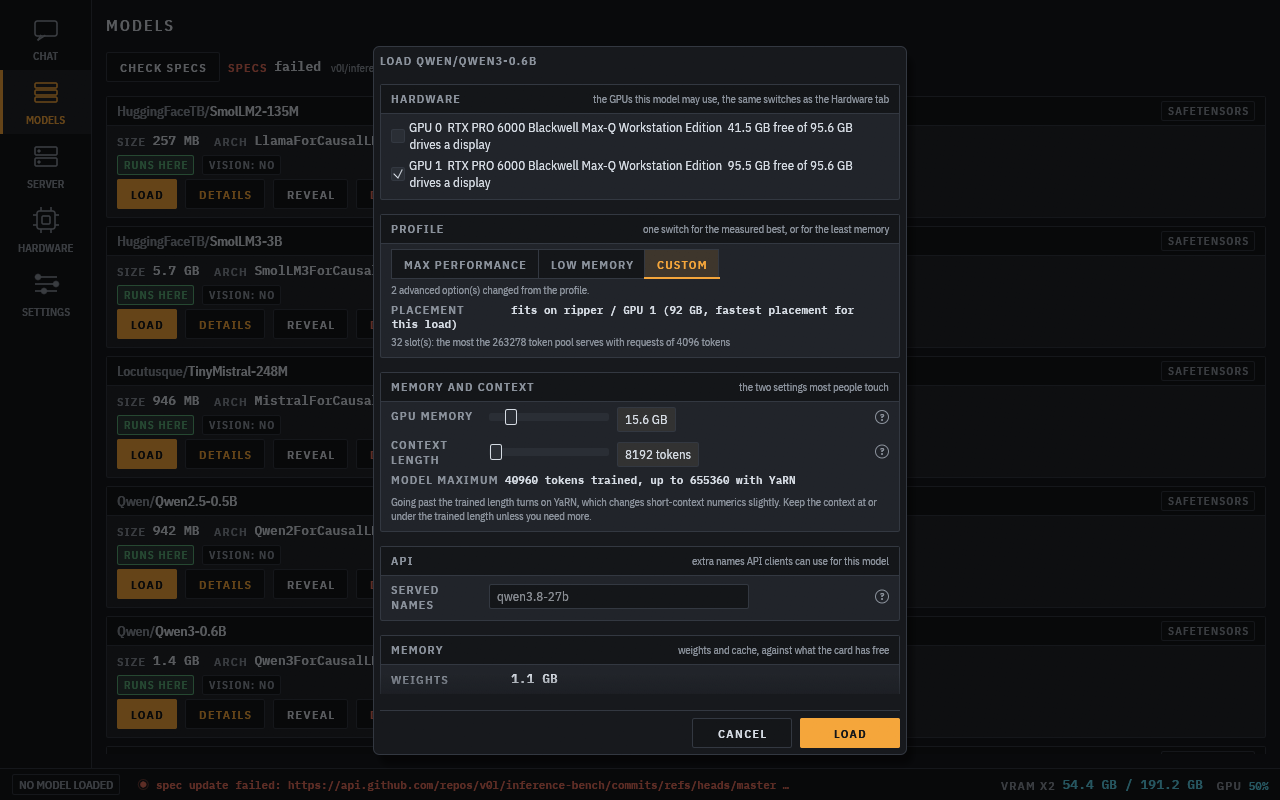 MODELS
CHAT
MODELS
SERVER
HARDWARE
SETTINGS
CHECK SPECS SPECS failed v0l/infere
HuggingFaceTB/SmolLM2-135M SAFETENSORS
SIZE 257 MB ARCH LlamaForCausalL
RUNS HERE VISION: NO
LOAD DETAILS REVEAL
HuggingFaceTB/SmolLM3-3B SAFETENSORS
SIZE 5.7 GB ARCH SmolLM3ForCausa
RUNS HERE VISION: NO
LOAD DETAILS REVEAL
Locutusque/TinyMistral-248M SAFETENSORS
SIZE 946 MB ARCH MistralForCausa
RUNS HERE VISION: NO
LOAD DETAILS REVEAL
Qwen/Qwen2.5-0.5B SAFETENSORS
SIZE 942 MB ARCH Qwen2ForCausalL
RUNS HERE VISION: NO
LOAD DETAILS REVEAL
Qwen/Qwen3-0.6B SAFETENSORS
SIZE 1.4 GB ARCH Qwen3ForCausalL
RUNS HERE VISION: NO
LOAD DETAILS REVEAL
LOAD QWEN/QWEN3-0.6B
HARDWARE the GPUs this model may use, the same switches as the Hardware tab
GPU 0 RTX PRO 6000 Blackwell Max-Q Workstation Edition 41.5 GB free of 95.6 GB
drives a display
GPU 1 RTX PRO 6000 Blackwell Max-Q Workstation Edition 95.5 GB free of 95.6 GB
drives a display
PROFILE one switch for the measured best, or for the least memory
MAX PERFORMANCE LOW MEMORY CUSTOM
2 advanced option(s) changed from the profile.
PLACEMENT fits on ripper / GPU 1 (92 GB, fastest placement for
this load)
32 slot(s): the most the 263278 token pool serves with requests of 4096 tokens
MEMORY AND CONTEXT the two settings most people touch
GPU MEMORY 15.6 GB ?
CONTEXT
LENGTH 8192 tokens ?
MODEL MAXIMUM 40960 tokens trained, up to 655360 with YaRN
Going past the trained length turns on YaRN, which changes short-context numerics slightly. Keep the context at or
under the trained length unless you need more.
API extra names API clients can use for this model
SERVED
NAMES qwen3.8-27b ?
MEMORY weights and cache, against what the card has free
WEIGHTS 1.1 GB
CANCEL LOAD
NO MODEL LOADED spec update failed: https://api.github.com/repos/v0l/inference-bench/commits/refs/heads/master … VRAM X2 54.4 GB / 191.2 GB GPU 50%